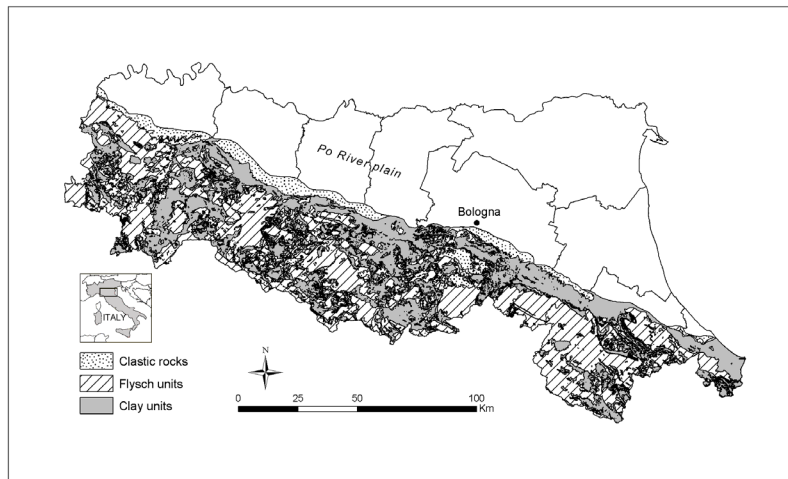 Po River plain
Bologna
ITALY
Clastic rocks
Flysch units
Clay units
N
0 25 50 100
Km